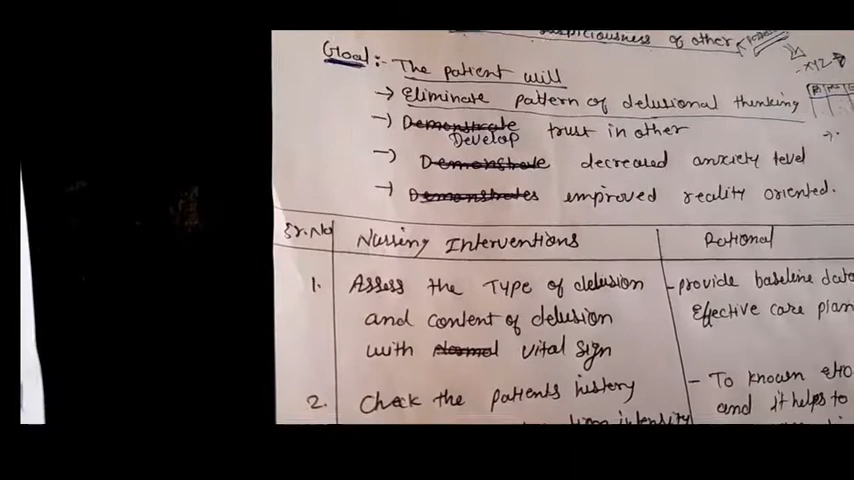 suspiciousness of other
Goal :- The patient will
→ Eliminate pattern of delusional thinking
→ Demonstrate trust in other
Develop
→ Demonstrate decreased anxiety level
→ Demonstrates improved reality oriented.
Sr.No Nursing Interventions Rational
1. Assess the Type of delusion - provide baseline data
and content of delusion Effective care plan
with Normal vital sign
2. Check the patients history - To known
and it helps to
intensity